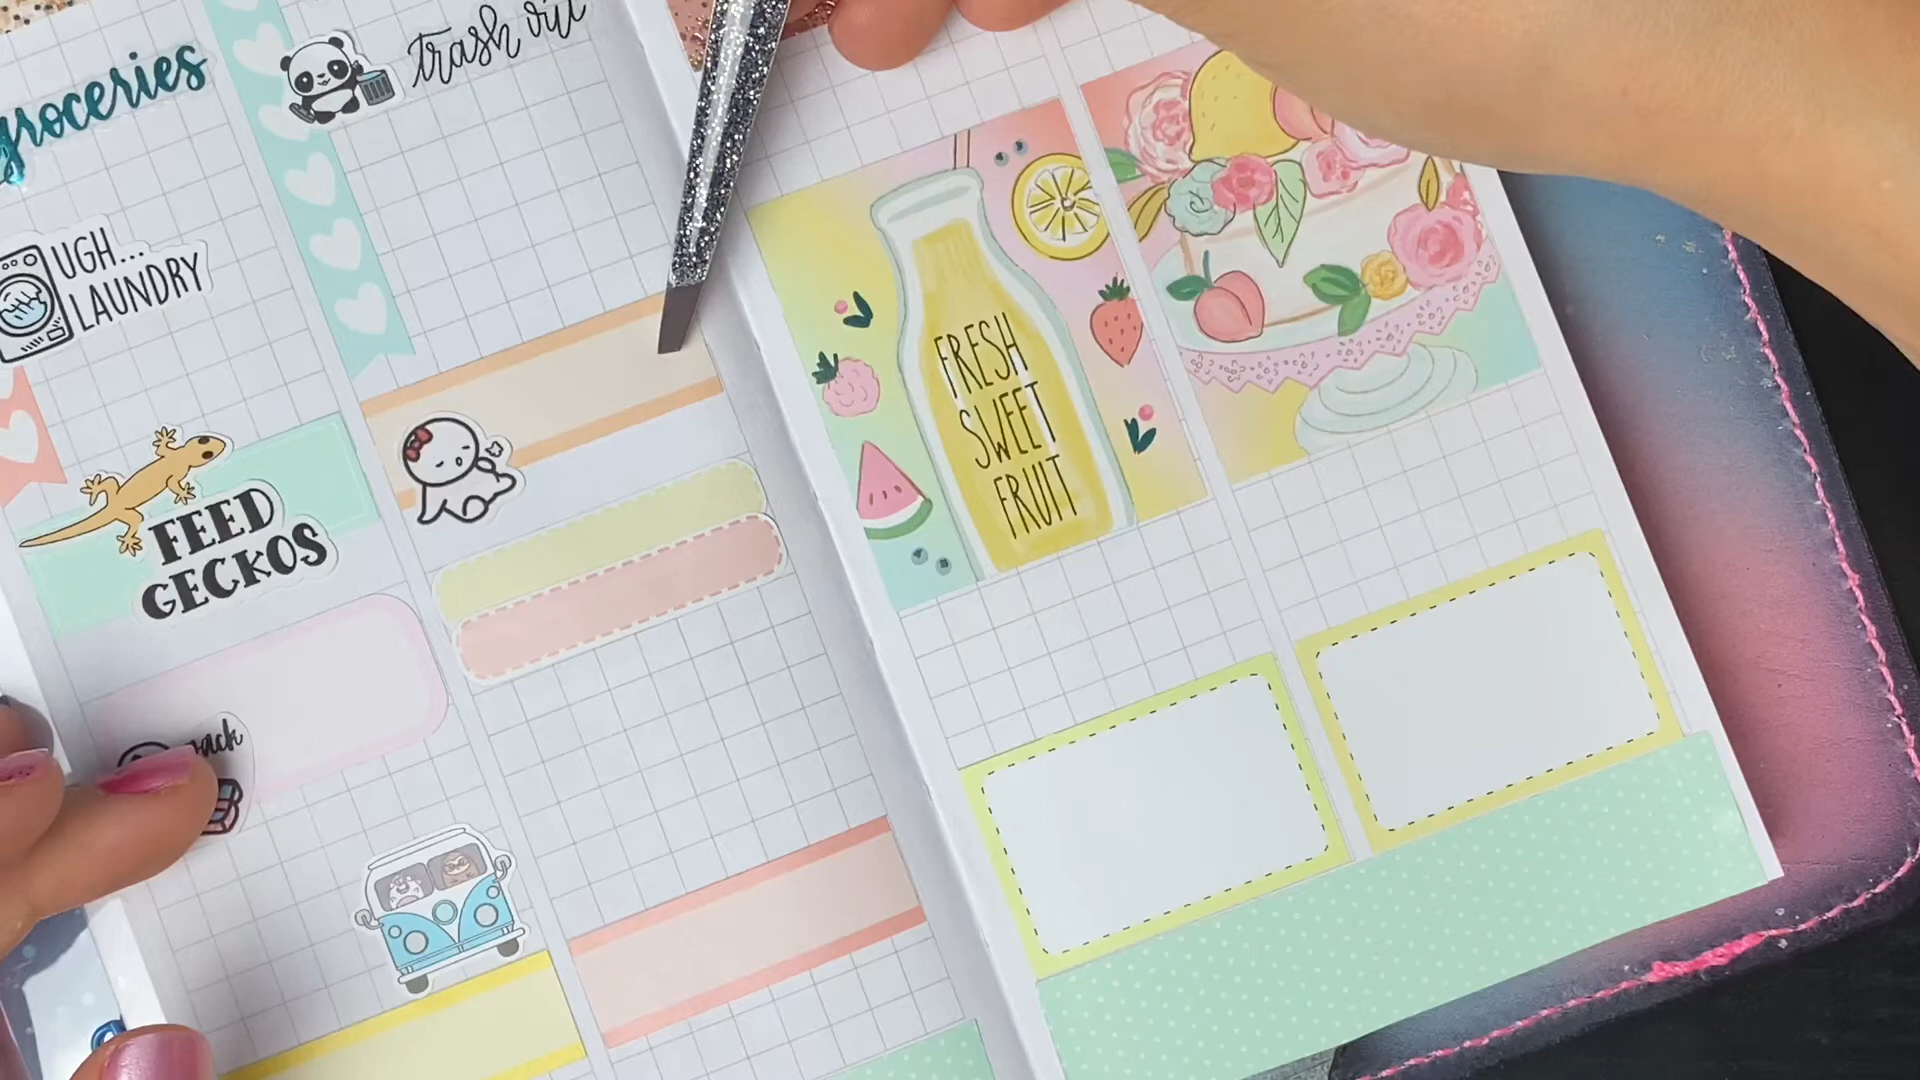 groceries
trash out
UGH...
LAUNDRY
FEED
GECKOS
FRESH
SWEET
FRUIT